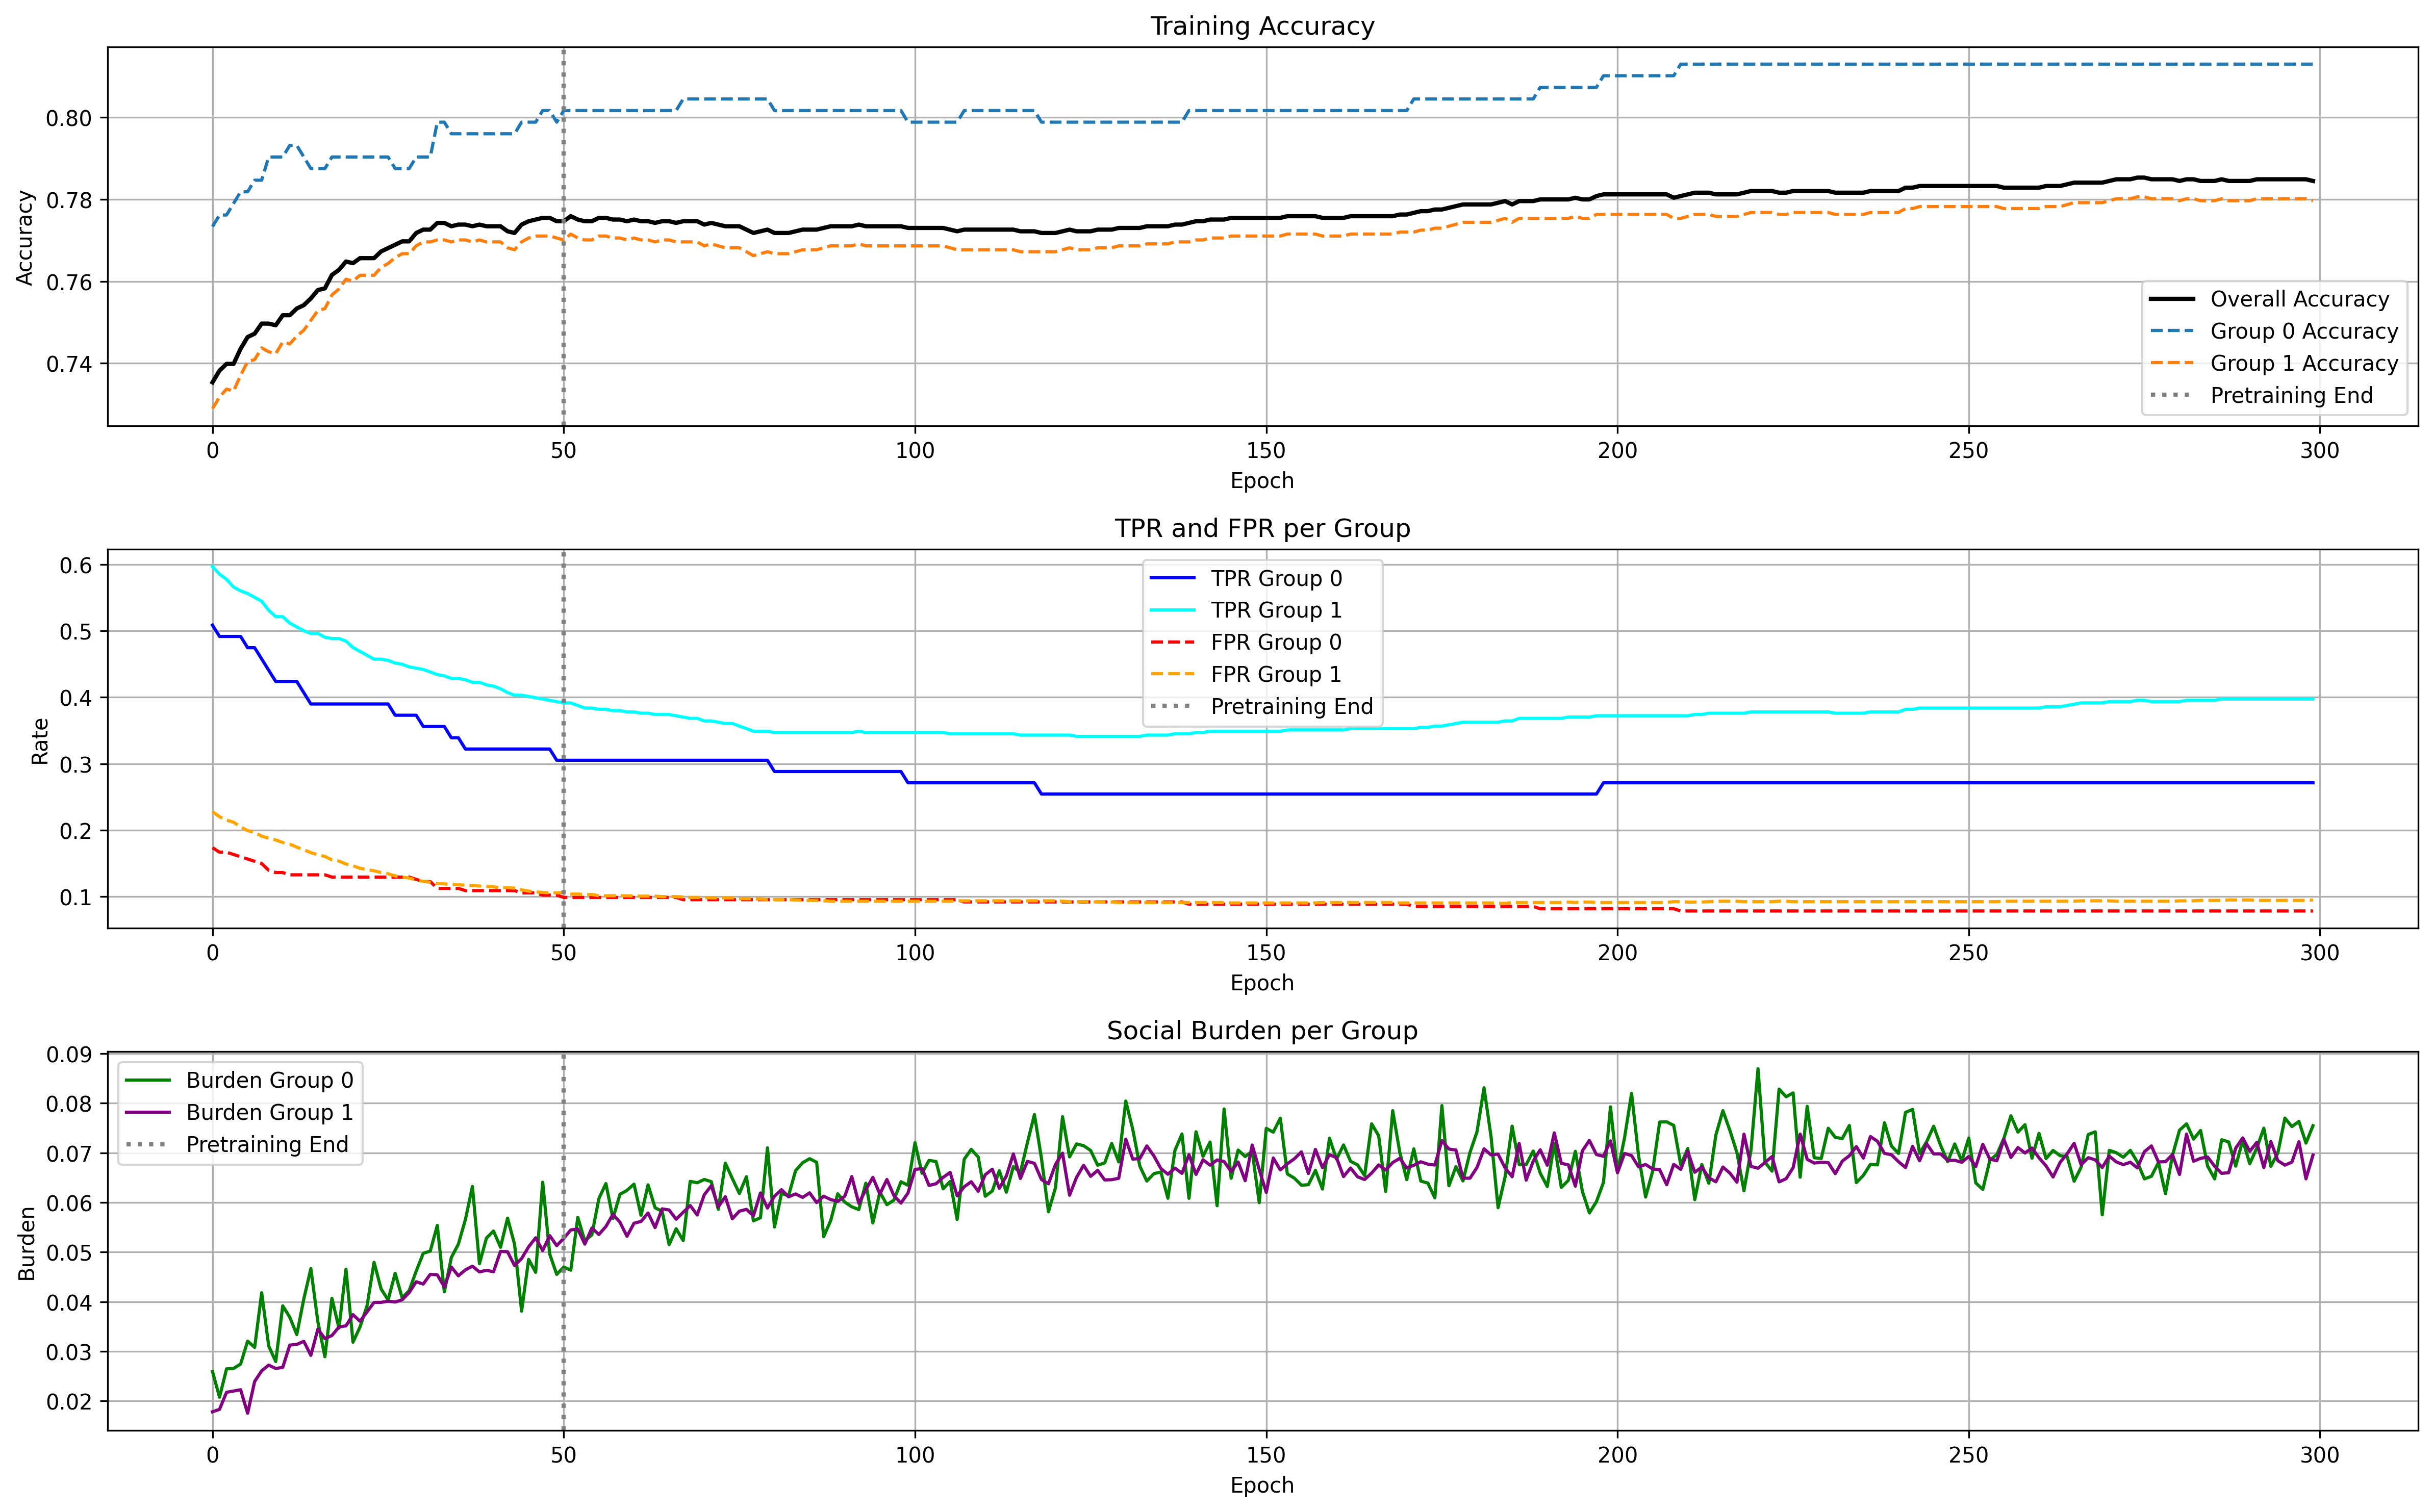 Training Accuracy
Accuracy
0.80
0.78
0.76
0.74
Overall Accuracy
Group 0 Accuracy
Group 1 Accuracy
Pretraining End
0 50 100 150 200 250 300
Epoch
TPR and FPR per Group
Rate
0.6
0.5
0.4
0.3
0.2
0.1
TPR Group 0
TPR Group 1
FPR Group 0
FPR Group 1
Pretraining End
0 50 100 150 200 250 300
Epoch
Social Burden per Group
Burden
0.09
0.08
0.07
0.06
0.05
0.04
0.03
0.02
Burden Group 0
Burden Group 1
Pretraining End
0 50 100 150 200 250 300
Epoch